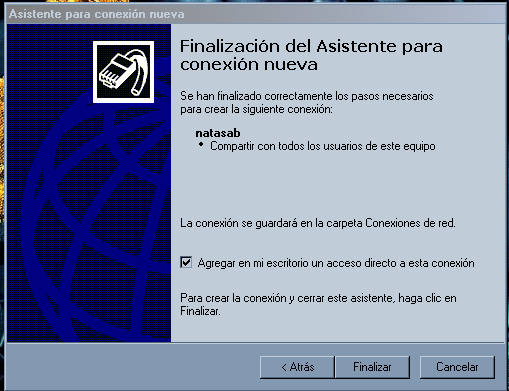 Asistente para conexión nueva
Finalización del Asistente para
conexión nueva
Se han finalizado correctamente los pasos necesarios
para crear la siguiente conexión:
natasab
• Compartir con todos los usuarios de este equipo
La conexión se guardará en la carpeta Conexiones de red.
Agregar en mi escritorio un acceso directo a esta conexión
Para crear la conexión y cerrar este asistente, haga clic en
Finalizar.
< Atrás Finalizar Cancelar